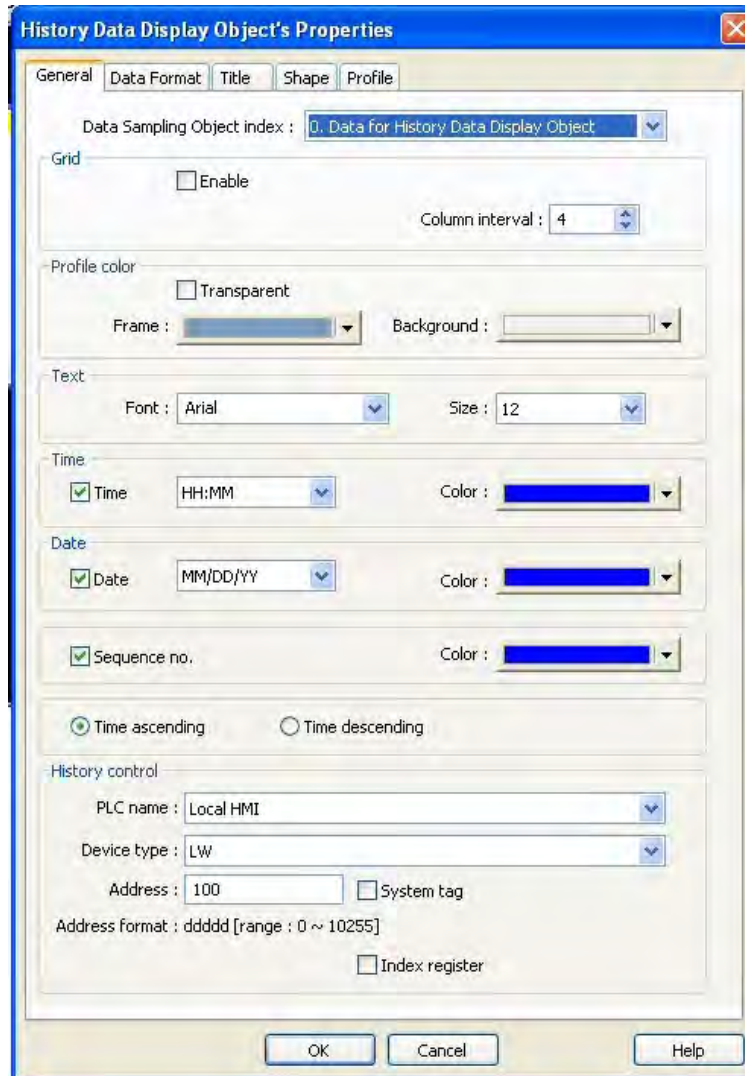 History Data Display Object's Properties
General Data Format Title Shape Profile
Data Sampling Object index : 0. Data for History Data Display Object
Grid
Enable
Column interval : 4
Profile color
Transparent
Frame : Background :
Text
Font : Arial Size : 12
Time
Time HH:MM Color :
Date
Date MM/DD/YY Color :
Sequence no. Color :
Time ascending Time descending
History control
PLC name : Local HMI
Device type : LW
Address : 100 System tag
Address format : ddddd [range : 0 ~ 10255]
Index register
OK Cancel Help